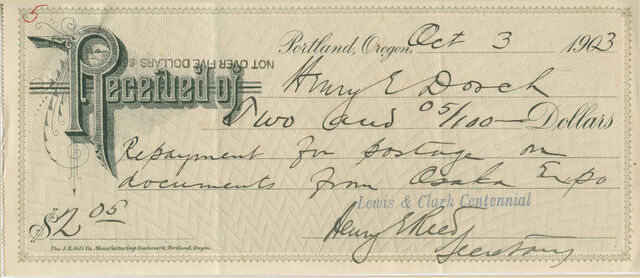 5
NOT OVER FIVE DOLLARS $5
Portland, Oregon, Oct 3 1903
Received of Henry E Dosch
Two and 05/100 Dollars
Repayment for postage on
documents from Osaka Expo
Lewis & Clark Centennial
$2 05
Henry E Reed
Secretary
The J.K. Gill Co. Manufacturing Stationers, Portland, Oregon.